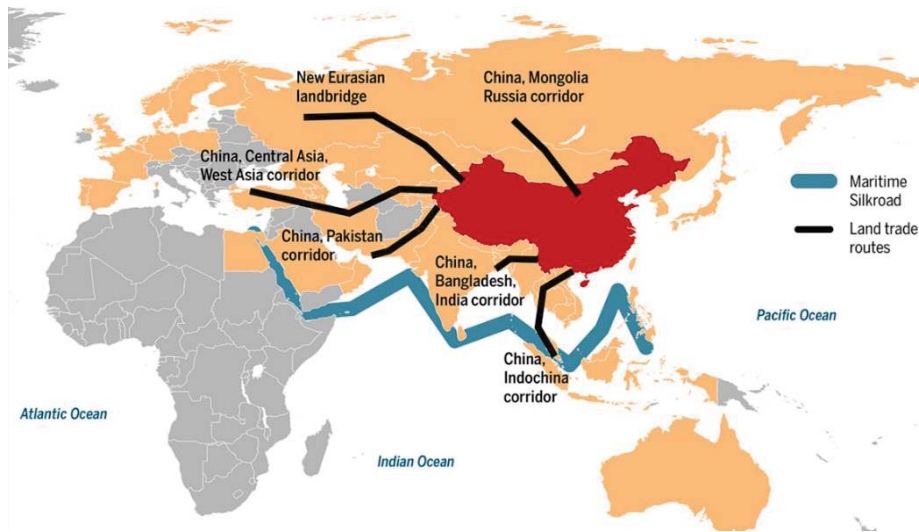 New Eurasian
landbridge
China, Mongolia
Russia corridor
China, Central Asia,
West Asia corridor
China, Pakistan
corridor
China,
Bangladesh,
India corridor
China,
Indochina
corridor
Maritime
Silkroad
Land trade
routes
Pacific Ocean
Atlantic Ocean
Indian Ocean